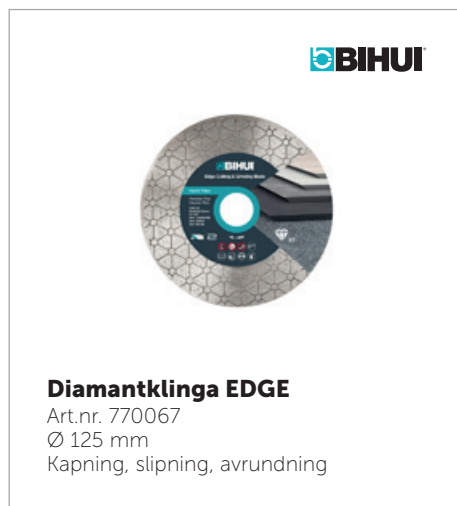 BIHUI
BIHUI
Edge Cutting & Grinding Blade
Diamantklinga EDGE
Art.nr. 770067
Ø 125 mm
Kapning, slipning, avrundning